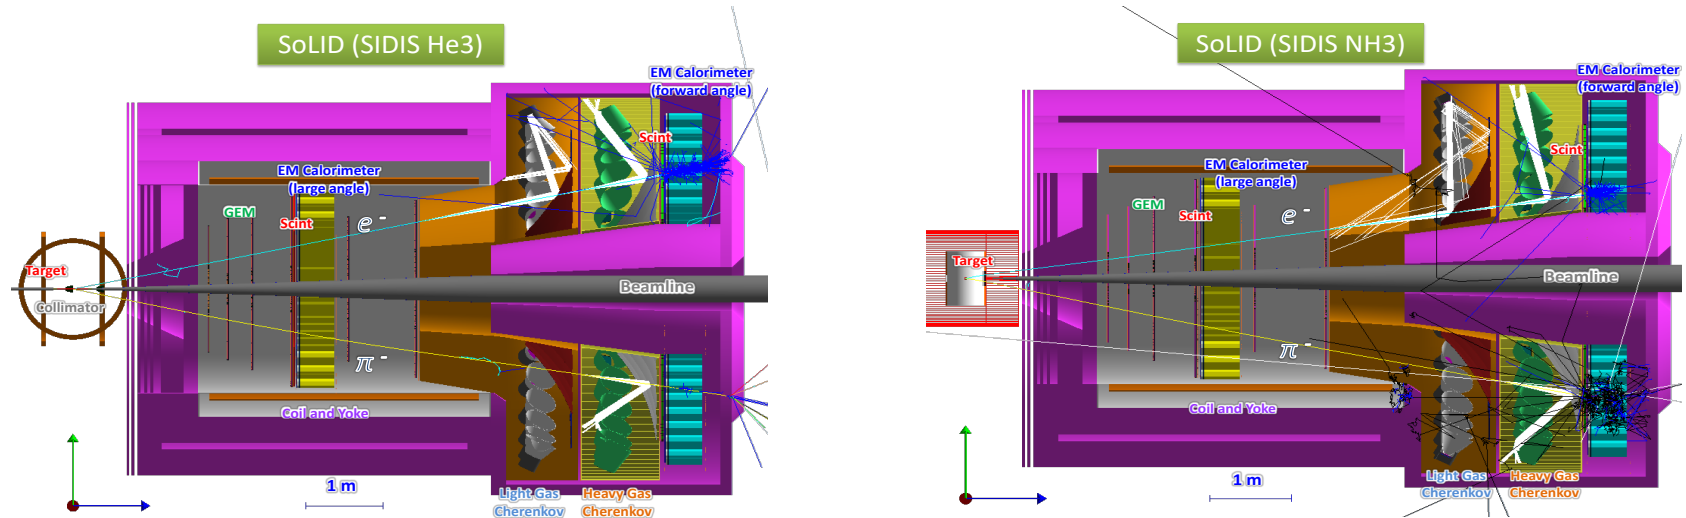 SoLID (SIDIS He3)
EM Calorimeter
(forward angle)
Scint
EM Calorimeter
(large angle)
GEM
Scint
e-
Target
Collimator
Beamline
π-
Coil and Yoke
1 m
Light Gas
Cherenkov
Heavy Gas
Cherenkov
SoLID (SIDIS NH3)
EM Calorimeter
(forward angle)
Scint
EM Calorimeter
(large angle)
GEM
Scint
e-
Target
Beamline
π-
Coil and Yoke
1 m
Light Gas
Cherenkov
Heavy Gas
Cherenkov